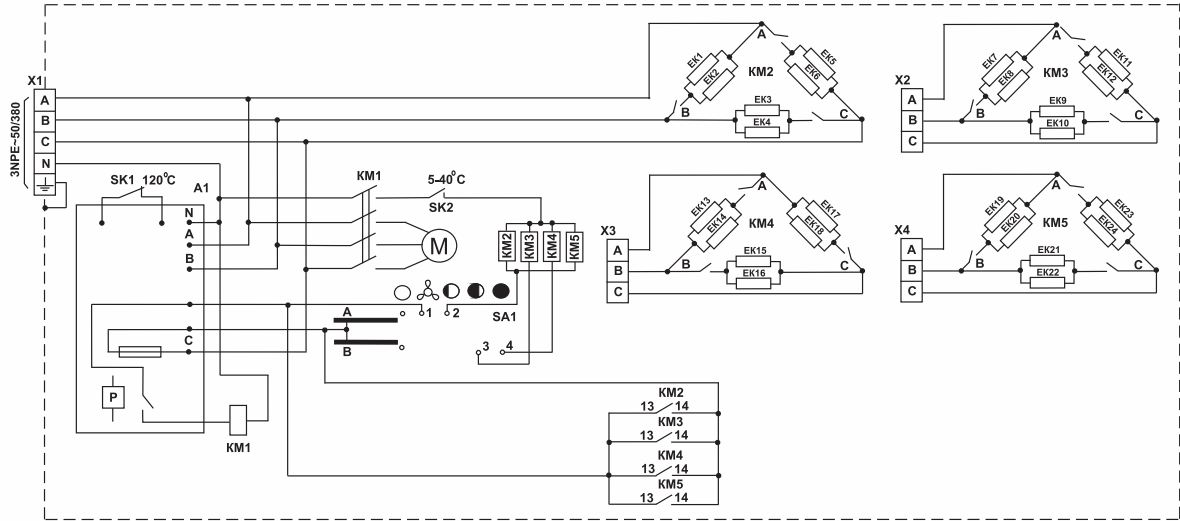 X1
3NPE~50/380
A
B
C
N
SK1 120°C
A1
N
A
B
C
P
KM1
KM1
5-40°C
SK2
M
KM2
KM3
KM4
KM5
A
B
1
2
SA1
3
4
KM2
13 14
KM3
13 14
KM4
13 14
KM5
13 14
A
EK1
EK2
KM2
EK5
EK6
B
EK3
EK4
C
X2
A
B
C
A
EK7
EK8
KM3
EK11
EK12
B
EK9
EK10
C
X3
A
B
C
A
EK13
EK14
KM4
EK17
EK18
B
EK15
EK16
C
X4
A
B
C
A
EK19
EK20
KM5
EK23
EK24
B
EK21
EK22
C